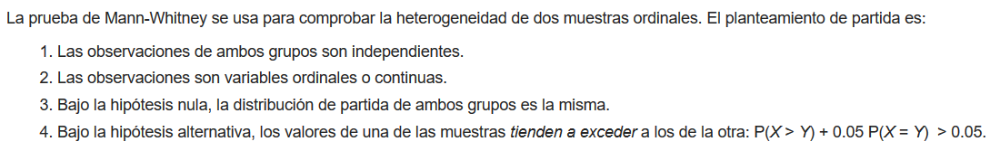 La prueba de Mann-Whitney se usa para comprobar la heterogeneidad de dos muestras ordinales. El planteamiento de partida es:
1. Las observaciones de ambos grupos son independientes.
2. Las observaciones son variables ordinales o continuas.
3. Bajo la hipótesis nula, la distribución de partida de ambos grupos es la misma.
4. Bajo la hipótesis alternativa, los valores de una de las muestras tienden a exceder a los de la otra: P(X > Y) + 0.05 P(X = Y) > 0.05.